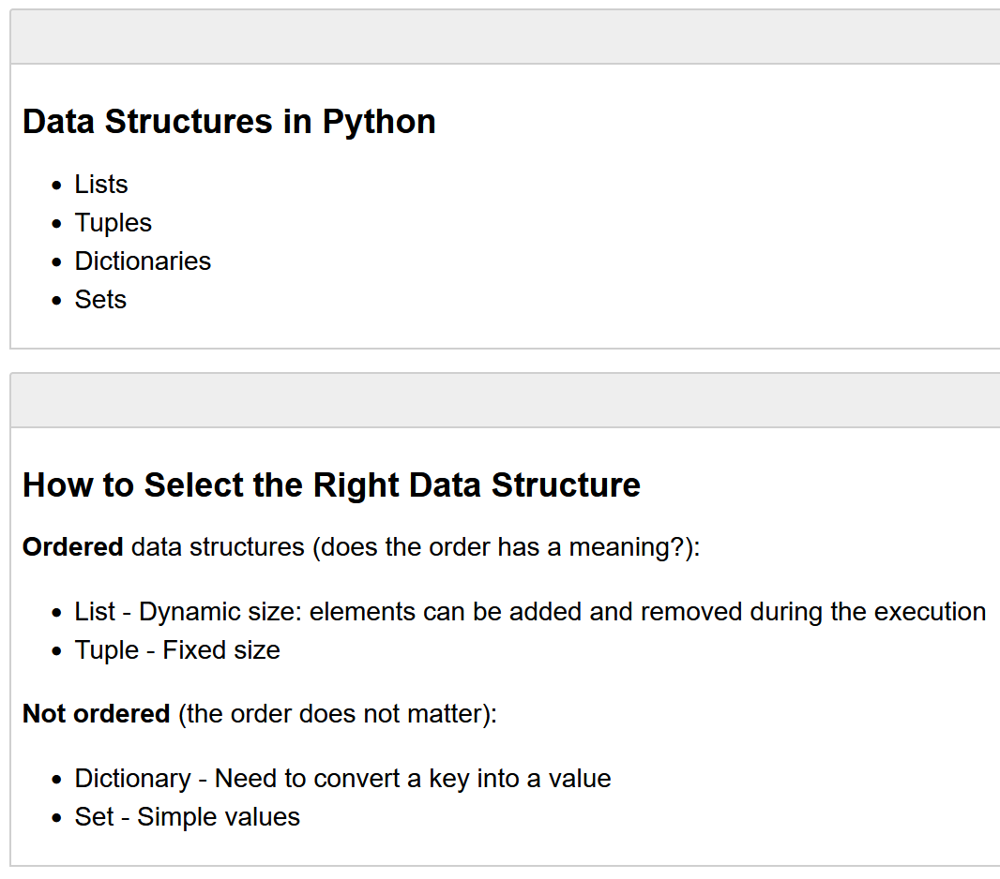 Data Structures in Python
• Lists
• Tuples
• Dictionaries
• Sets
How to Select the Right Data Structure
Ordered data structures (does the order has a meaning?):
• List - Dynamic size: elements can be added and removed during the execution
• Tuple - Fixed size
Not ordered (the order does not matter):
• Dictionary - Need to convert a key into a value
• Set - Simple values